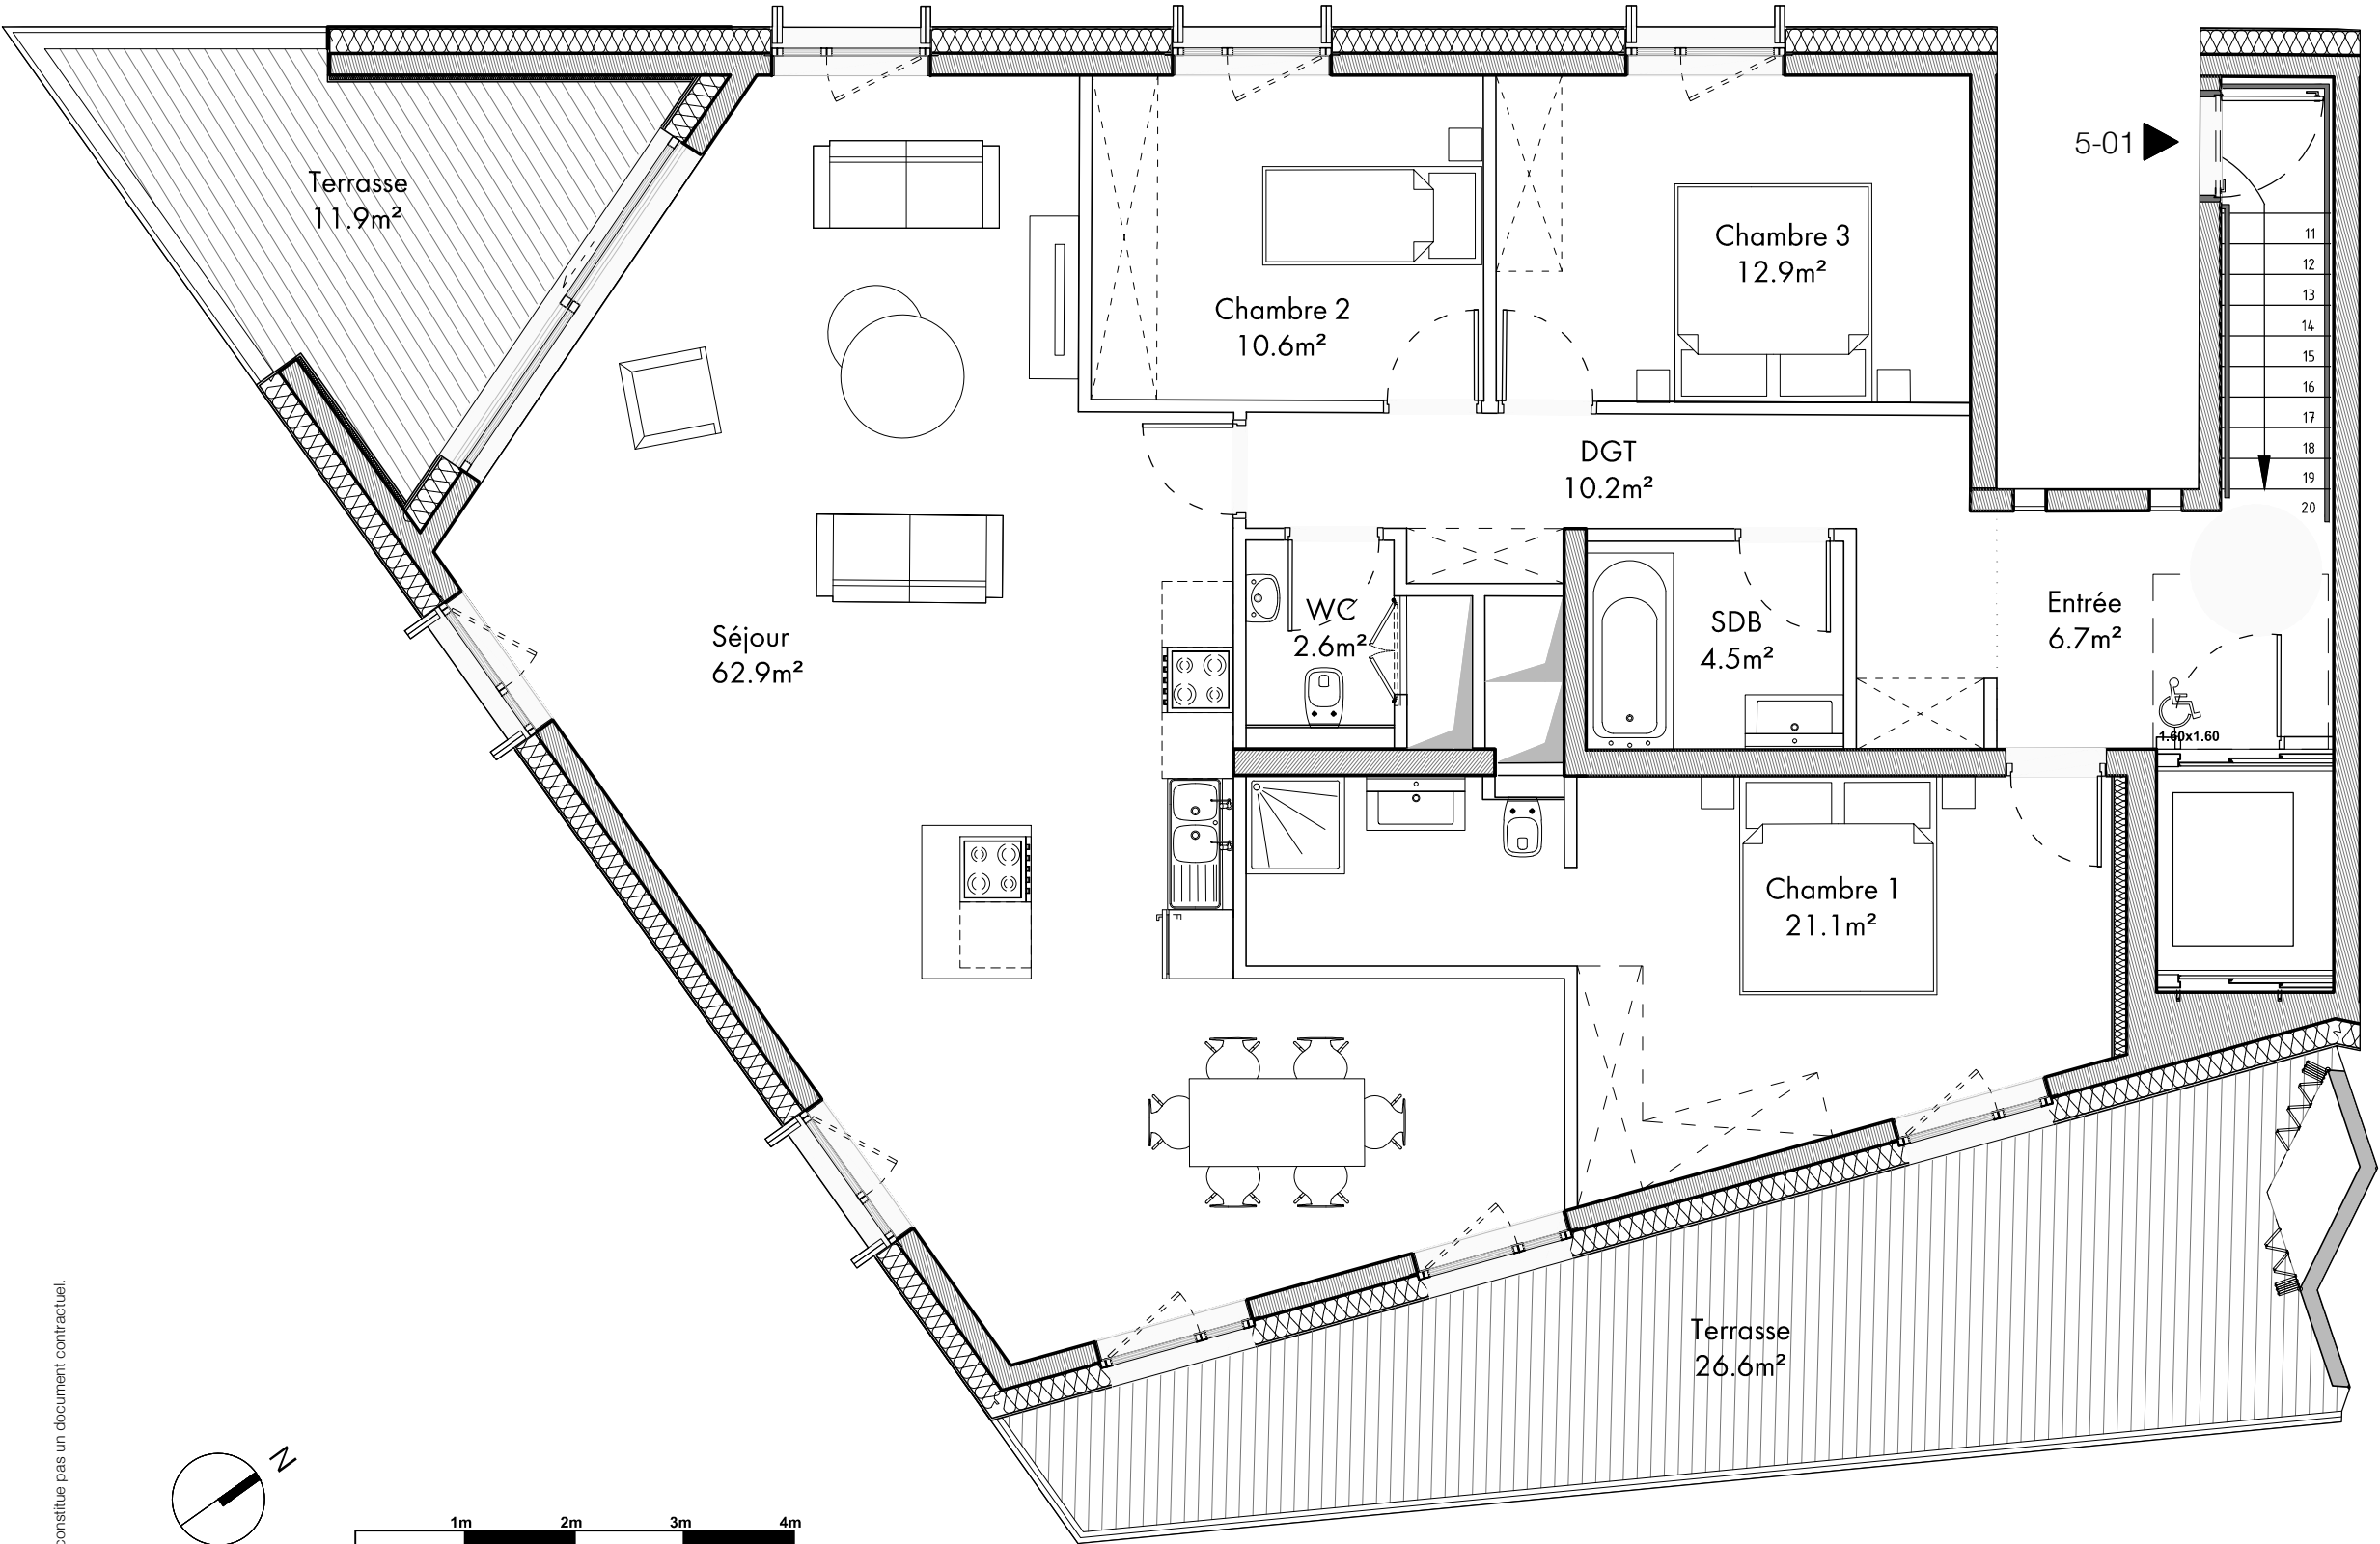 Terrasse
11.9m²
5-01
Chambre 3
12.9m²
Chambre 2
10.6m²
11
12
13
14
15
16
17
18
19
20
DGT
10.2m²
Séjour
62.9m²
WC
2.6m²
SDB
4.5m²
Entrée
6.7m²
1.60x1.60
Chambre 1
21.1m²
Terrasse
26.6m²
constitue pas un document contractuel.
N
1m 2m 3m 4m